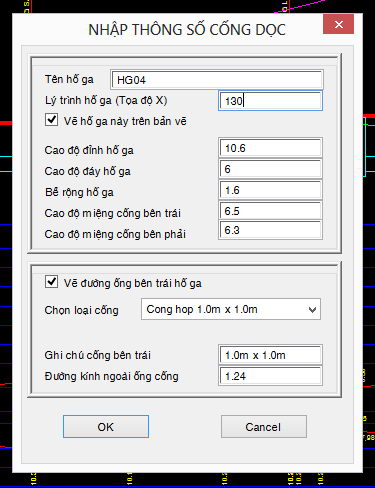 NHẬP THÔNG SỐ CỐNG DỌC
Tên hố ga HG04
Lý trình hố ga (Tọa độ X) 130
Vẽ hố ga này trên bản vẽ
Cao độ đỉnh hố ga 10.6
Cao độ đáy hố ga 6
Bề rộng hố ga 1.6
Cao độ miệng cống bên trái 6.5
Cao độ miệng cống bên phải 6.3
Vẽ đường ống bên trái hố ga
Chọn loại cống Cong hop 1.0m x 1.0m
Ghi chú cống bên trái 1.0m x 1.0m
Đường kính ngoài ống cống 1.24
OK Cancel